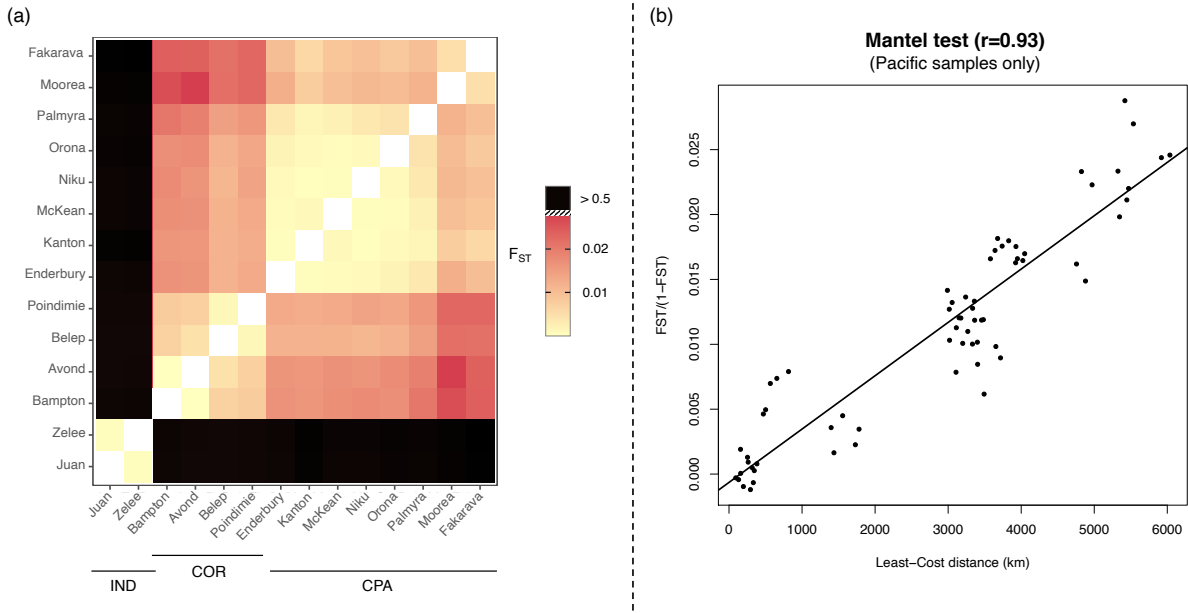 (a)
Fakarava
Moorea
Palmyra
Orona
Niku
McKean
Kanton
Enderbury
Poindimie
Belep
Avond
Bampton
Zelee
Juan
Juan
Zelee
Bampton
Avond
Belep
Poindimie
Enderbury
Kanton
McKean
Niku
Orona
Palmyra
Moorea
Fakarava
IND
COR
CPA
FST
> 0.5
0.02
0.01
(b)
Mantel test (r=0.93)
(Pacific samples only)
FST/(1−FST)
0.025
0.020
0.015
0.010
0.005
0.000
0
1000
2000
3000
4000
5000
6000
Least−Cost distance (km)